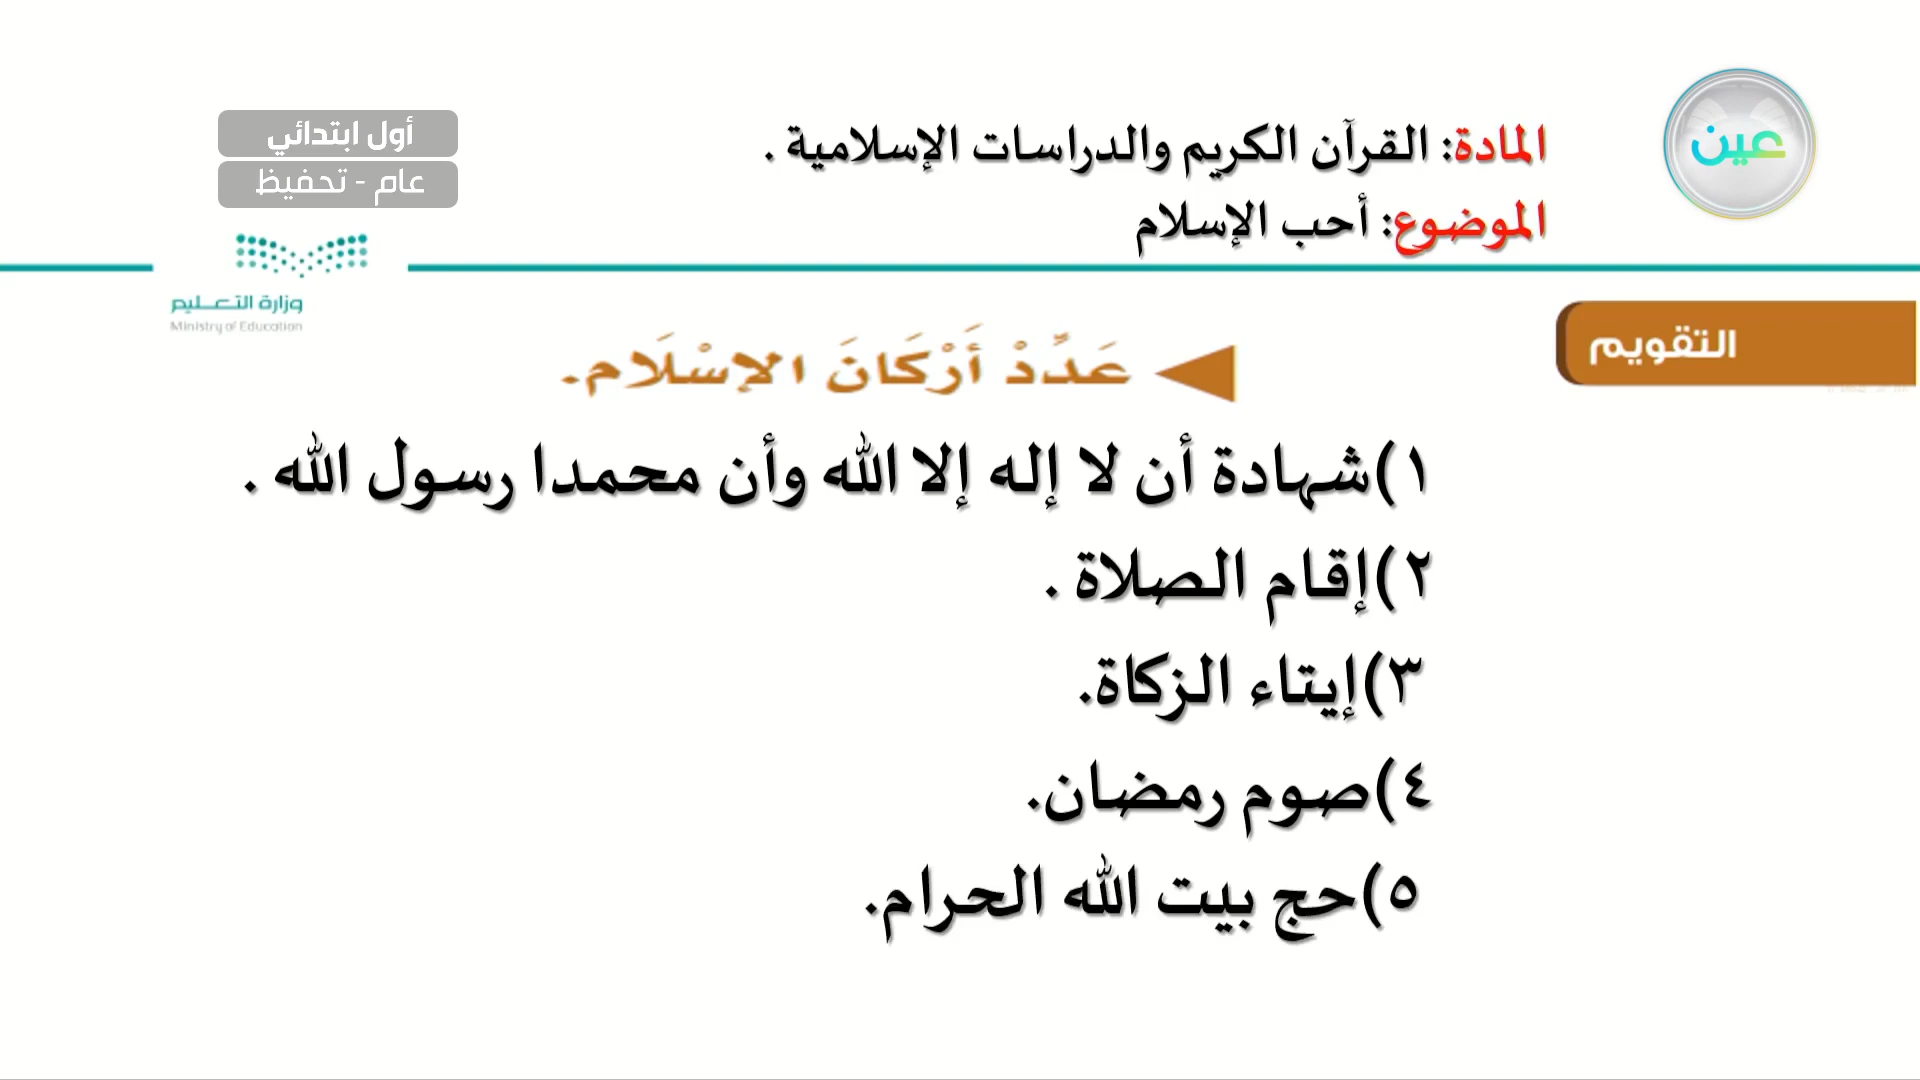 عين
المادة: القرآن الكريم والدراسات الإسلامية .
الموضوع: أحب الإسلام
أول ابتدائي
عام - تحفيظ
وزارة التعليم
Ministry of Education
التقويم
عَدِّدْ أَرْكَانَ الإِسْلَام.
١)شهادة أن لا إله إلا الله وأن محمدا رسول الله .
٢)إقام الصلاة .
٣)إيتاء الزكاة.
٤)صوم رمضان.
٥)حج بيت الله الحرام.